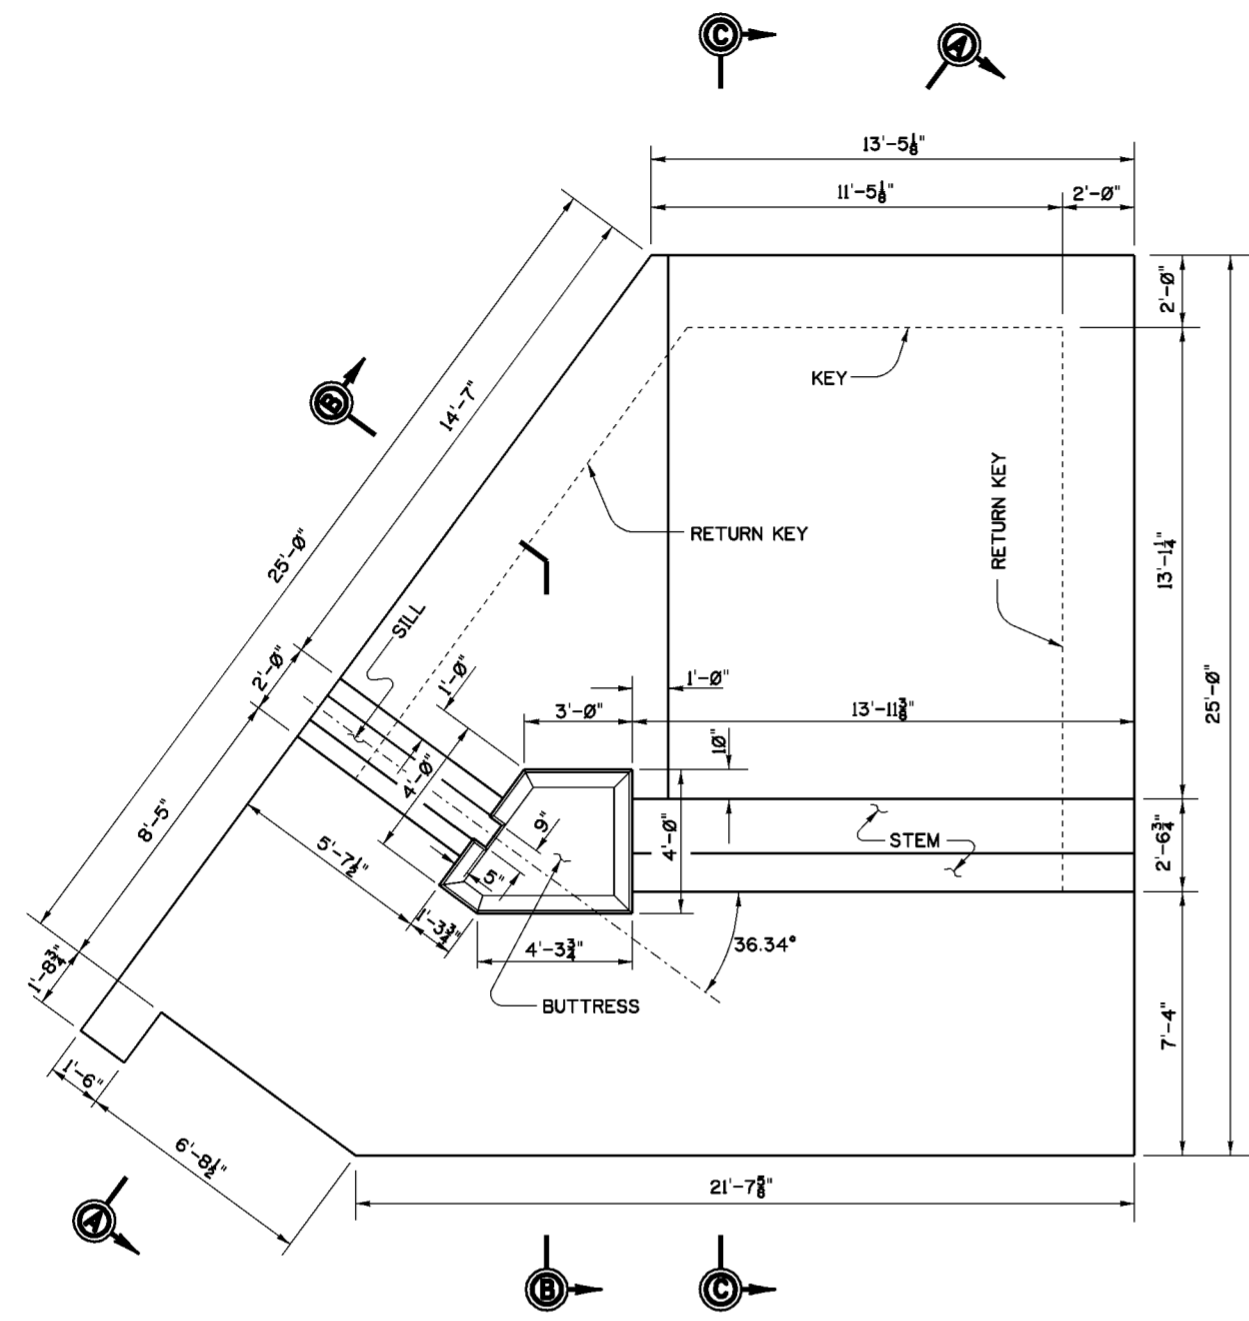 C
A
13'-5⅛"
11'-5⅛"
2'-0"
2'-0"
KEY
B
14'-7"
RETURN KEY
RETURN KEY
13'-1¼"
25'-0"
SILL
2'-0"
1'-0"
1'-0"
3'-0"
13'-11⅜"
25'-0"
10"
4'-0"
8'-5"
9"
4'-0"
STEM
2'-6¾"
5'-7½"
5"
1'-3¾"
4'-3¾"
36.34°
1'-8¾"
BUTTRESS
7'-4"
1'-6"
6'-8½"
21'-7⅝"
A
B
C